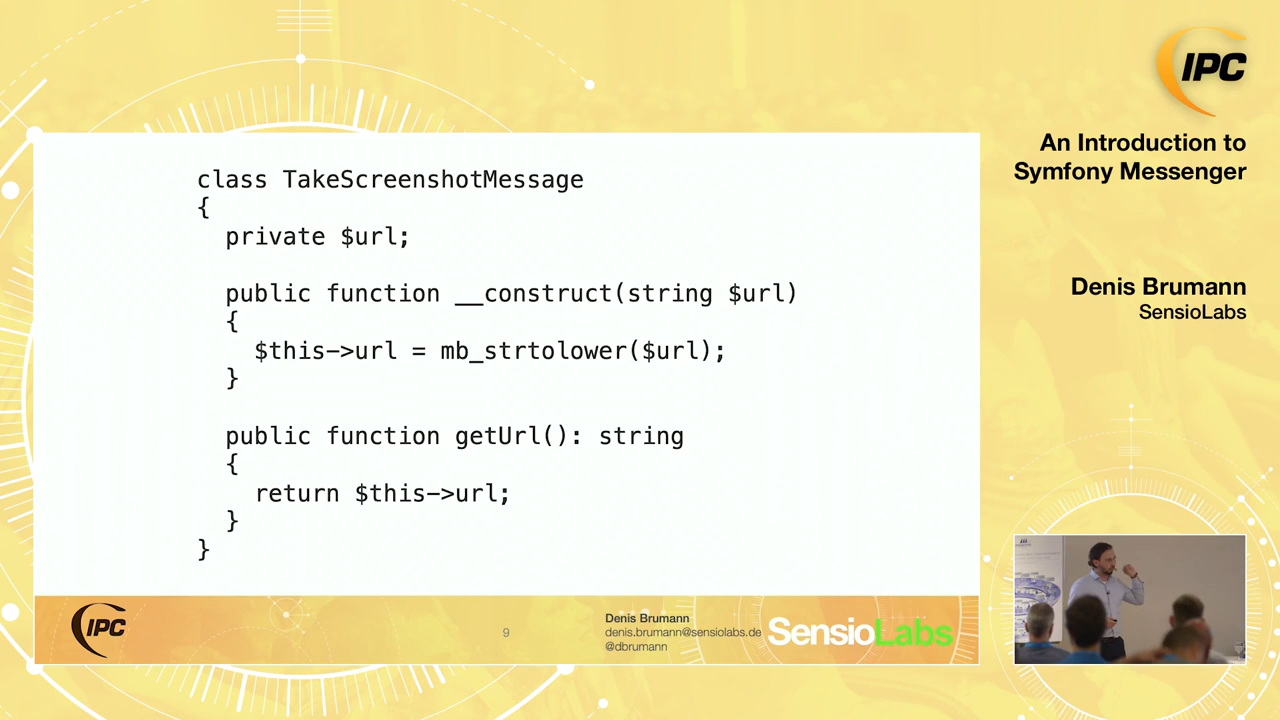 IPC
An Introduction to
Symfony Messenger
Denis Brumann
SensioLabs
class TakeScreenshotMessage
{
private $url;
public function __construct(string $url)
{
$this->url = mb_strtolower($url);
}
public function getUrl(): string
{
return $this->url;
}
}
IPC
9
Denis Brumann
denis.brumann@sensiolabs.de
@dbrumann
SensioLabs